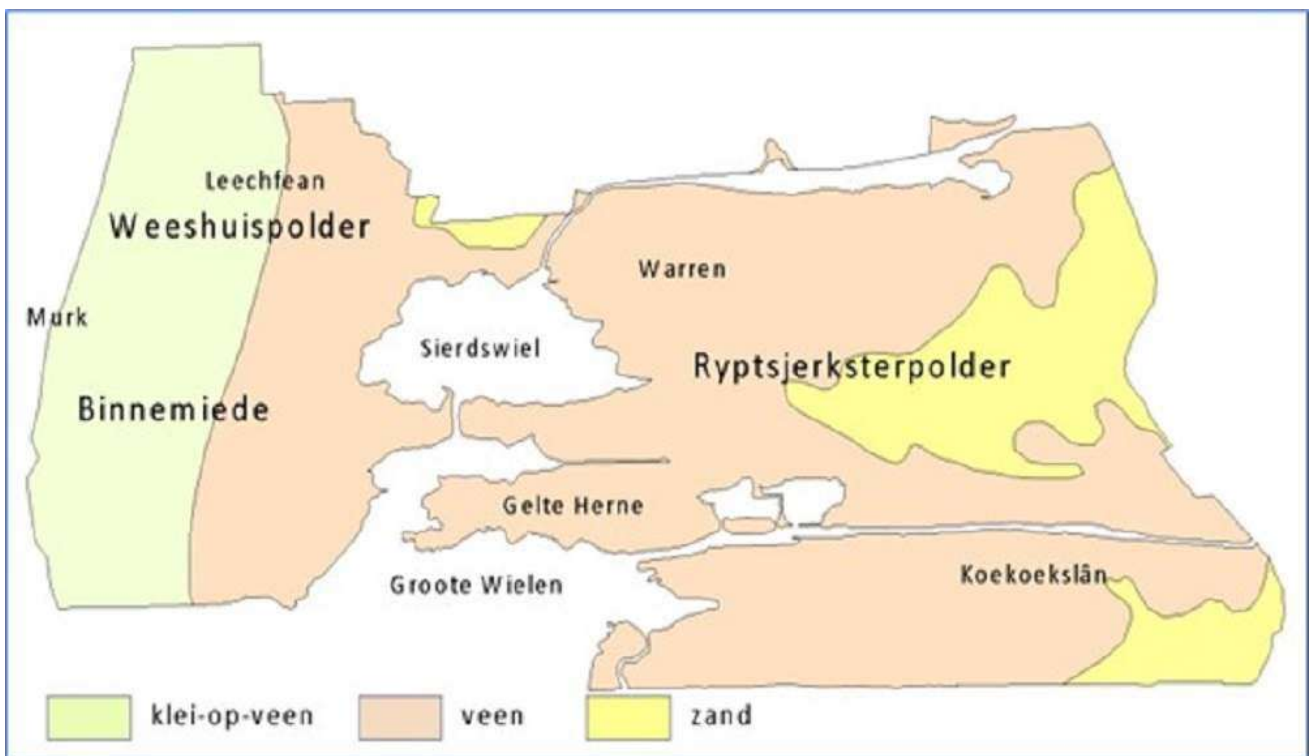 Leechfean
Weeshuispolder
Warren
Murk
Sierdswiel
Ryptsjerksterpolder
Binnemiede
Gelte Herne
Groote Wielen
Koekoekslân
klei-op-veen
veen
zand